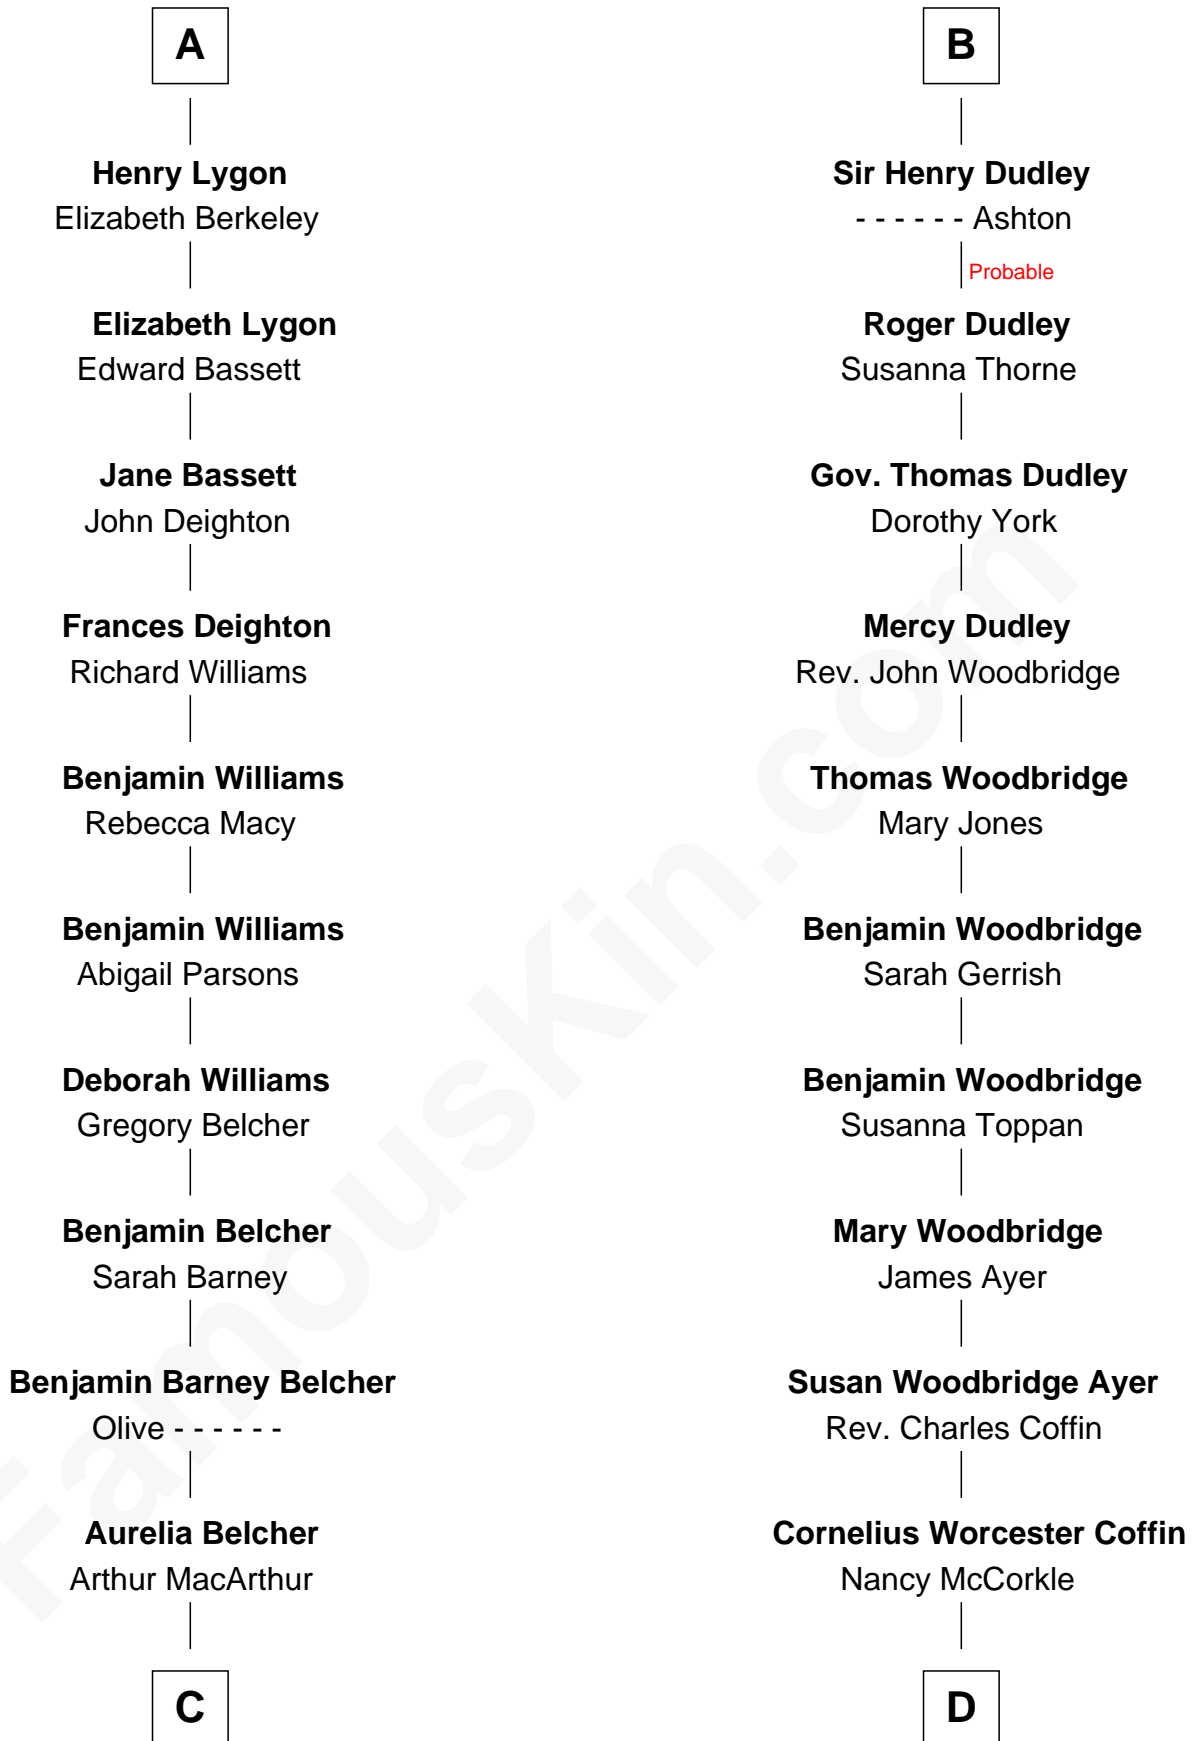 A
Henry Lygon
Elizabeth Berkeley
Elizabeth Lygon
Edward Bassett
Jane Bassett
John Deighton
Frances Deighton
Richard Williams
Benjamin Williams
Rebecca Macy
Benjamin Williams
Abigail Parsons
Deborah Williams
Gregory Belcher
Benjamin Belcher
Sarah Barney
Benjamin Barney Belcher
Olive - - - - - -
Aurelia Belcher
Arthur MacArthur
C
B
Sir Henry Dudley
- - - - - - Ashton
Probable
Roger Dudley
Susanna Thorne
Gov. Thomas Dudley
Dorothy York
Mercy Dudley
Rev. John Woodbridge
Thomas Woodbridge
Mary Jones
Benjamin Woodbridge
Sarah Gerrish
Benjamin Woodbridge
Susanna Toppan
Mary Woodbridge
James Ayer
Susan Woodbridge Ayer
Rev. Charles Coffin
Cornelius Worcester Coffin
Nancy McCorkle
D
FamousKin.com